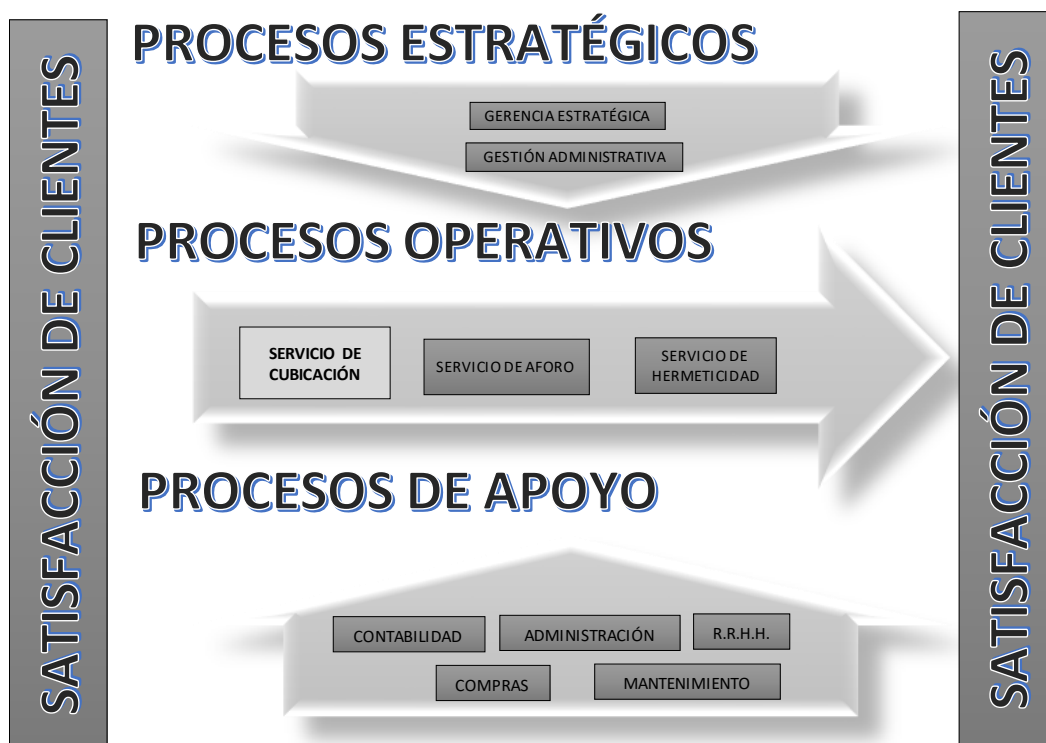 SATISFACCIÓN DE CLIENTES
PROCESOS ESTRATÉGICOS
GERENCIA ESTRATÉGICA
GESTIÓN ADMINISTRATIVA
PROCESOS OPERATIVOS
SERVICIO DE
CUBICACIÓN
SERVICIO DE AFORO
SERVICIO DE
HERMETICIDAD
PROCESOS DE APOYO
CONTABILIDAD
ADMINISTRACIÓN
R.R.H.H.
COMPRAS
MANTENIMIENTO
SATISFACCIÓN DE CLIENTES